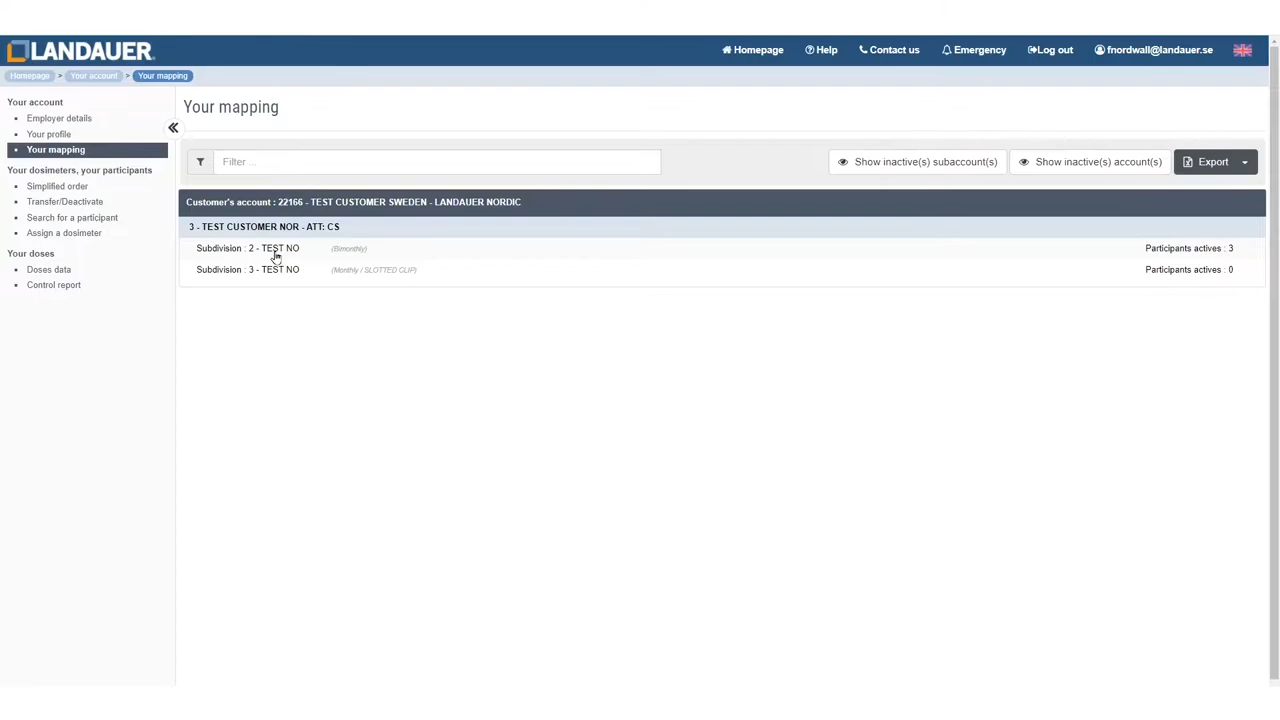 LANDAUER
Homepage
Help
Contact us
Emergency
Log out
fnordwall@landauer.se
Homepage > Your account > Your mapping
Your account
Employer details
Your profile
Your mapping
Your dosimeters, your participants
Simplified order
Transfer/Deactivate
Search for a participant
Assign a dosimeter
Your doses
Doses data
Control report
Your mapping
Filter ...
Show inactive(s) subaccount(s)
Show inactive(s) account(s)
Export
Customer's account : 22166 - TEST CUSTOMER SWEDEN - LANDAUER NORDIC
3 - TEST CUSTOMER NOR - ATT: CS
Subdivision : 2 - TEST NO (Bimonthly) Participants actives : 3
Subdivision : 3 - TEST NO (Monthly / SLOTTED CLIP) Participants actives : 0